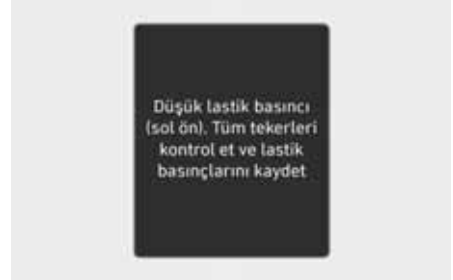 Düşük lastik basıncı
(sol ön). Tüm tekerleri
kontrol et ve lastik
basınçlarını kaydet